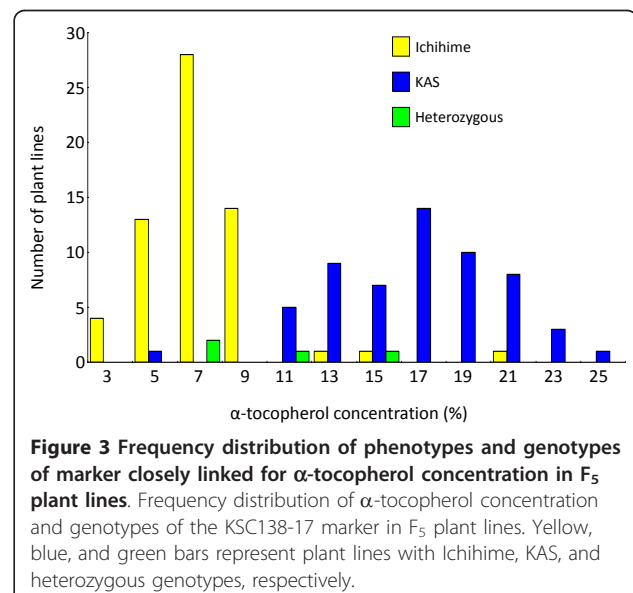 30
25
20
15
10
5
0
Number of plant lines
Ichihime
KAS
Heterozygous
3 5 7 9 11 13 15 17 19 21 23 25
α-tocopherol concentration (%)
Figure 3 Frequency distribution of phenotypes and genotypes
of marker closely linked for α-tocopherol concentration in F₅
plant lines. Frequency distribution of α-tocopherol concentration
and genotypes of the KSC138-17 marker in F₅ plant lines. Yellow,
blue, and green bars represent plant lines with Ichihime, KAS, and
heterozygous genotypes, respectively.